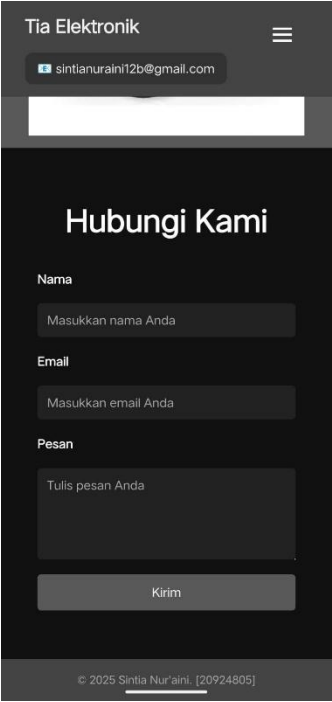 Tia Elektronik
📧 sintianuraini12b@gmail.com
Hubungi Kami
Nama
Masukkan nama Anda
Email
Masukkan email Anda
Pesan
Tulis pesan Anda
Kirim
© 2025 Sintia Nur'aini. [20924805]